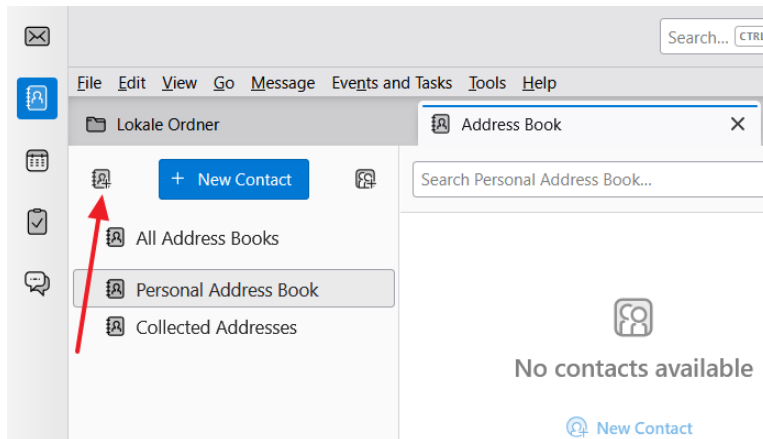 Search... CTRL
File Edit View Go Message Events and Tasks Tools Help
Lokale Ordner
Address Book
+ New Contact
Search Personal Address Book...
All Address Books
Personal Address Book
Collected Addresses
No contacts available
New Contact